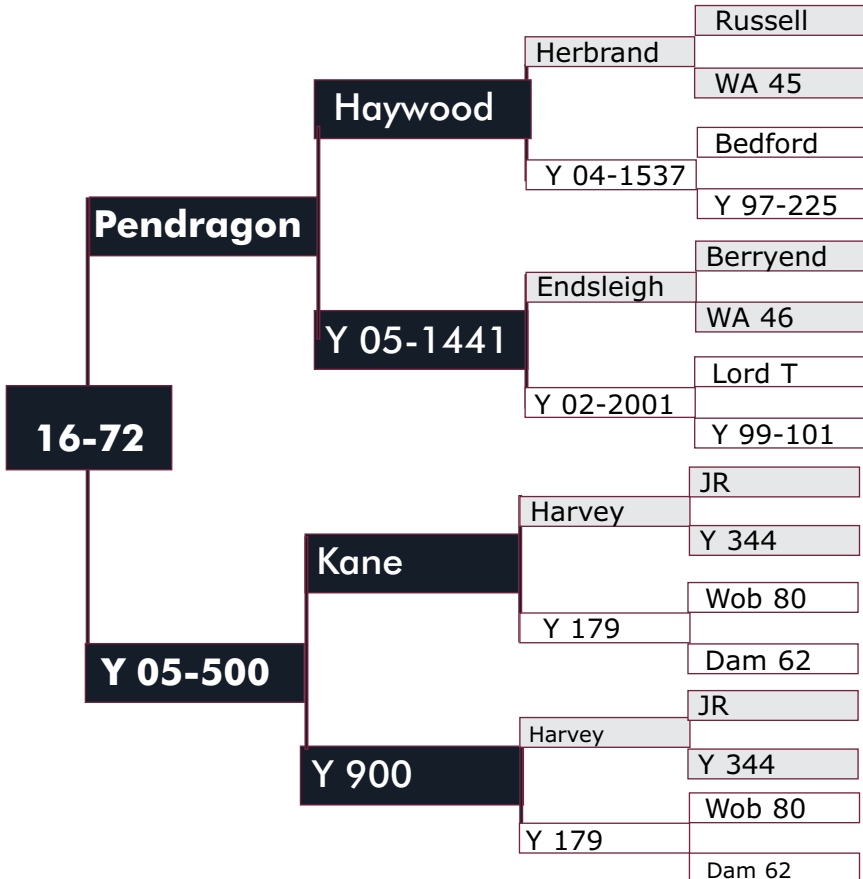 Russell
Herbrand
WA 45
Haywood
Bedford
Y 04-1537
Y 97-225
Pendragon
Berryend
Endsleigh
WA 46
Y 05-1441
Lord T
Y 02-2001
Y 99-101
16-72
JR
Harvey
Y 344
Kane
Wob 80
Y 179
Dam 62
Y 05-500
JR
Harvey
Y 344
Y 900
Wob 80
Y 179
Dam 62